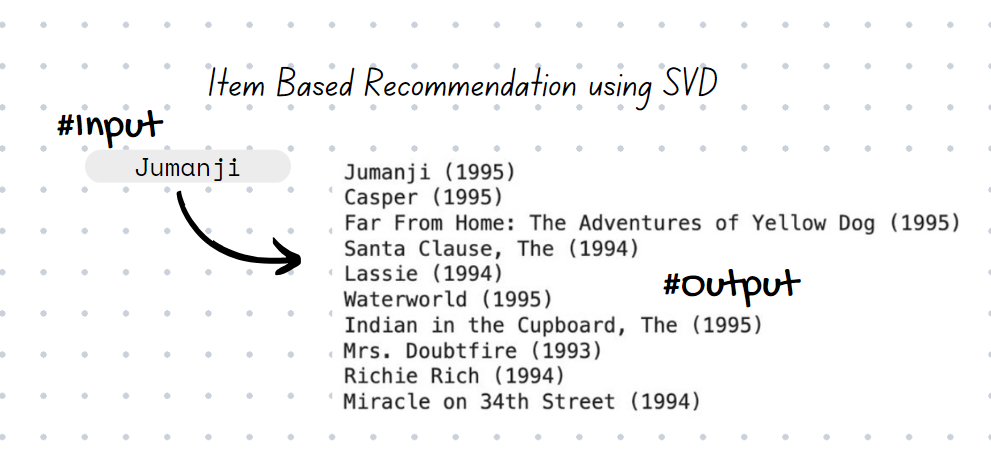 Item Based Recommendation using SVD
#Input
Jumanji
Jumanji (1995)
Casper (1995)
Far From Home: The Adventures of Yellow Dog (1995)
Santa Clause, The (1994)
Lassie (1994)
Waterworld (1995)
#Output
Indian in the Cupboard, The (1995)
Mrs. Doubtfire (1993)
Richie Rich (1994)
Miracle on 34th Street (1994)